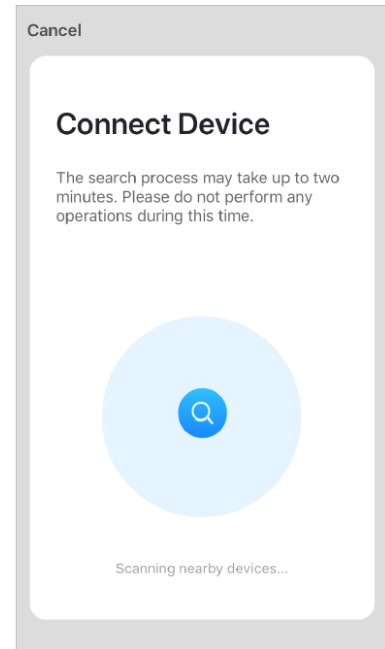 Cancel
Connect Device
The search process may take up to two
minutes. Please do not perform any
operations during this time.
Scanning nearby devices...